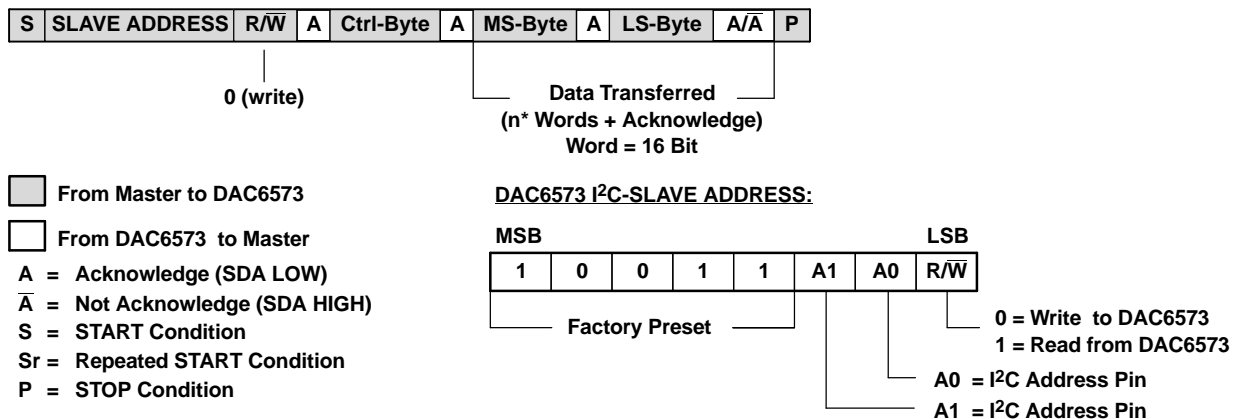 S SLAVE ADDRESS R/W̅ A Ctrl-Byte A MS-Byte A LS-Byte A/A̅ P
0 (write)
Data Transferred
(n* Words + Acknowledge)
Word = 16 Bit
From Master to DAC6573
From DAC6573 to Master
A = Acknowledge (SDA LOW)
A̅ = Not Acknowledge (SDA HIGH)
S = START Condition
Sr = Repeated START Condition
P = STOP Condition
DAC6573 I²C-SLAVE ADDRESS:
MSB LSB
1 0 0 1 1 A1 A0 R/W̅
Factory Preset
0 = Write to DAC6573
1 = Read from DAC6573
A0 = I²C Address Pin
A1 = I²C Address Pin